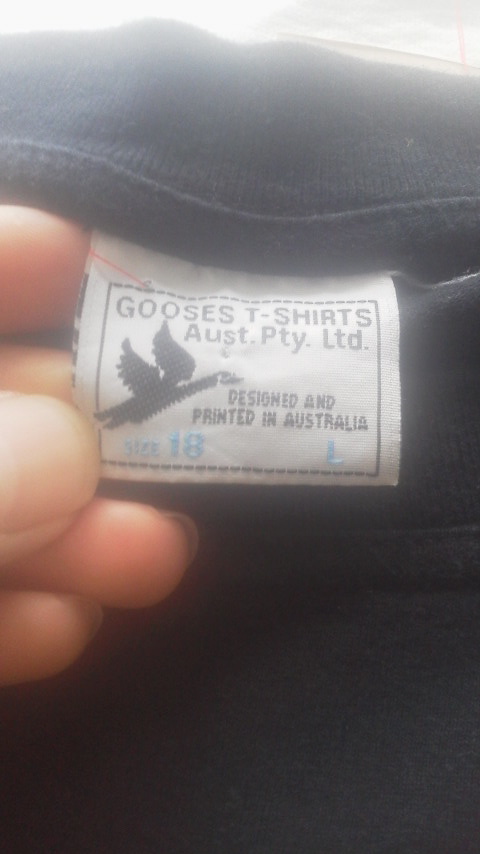 GOOSES T-SHIRTS
Aust. Pty. Ltd.
DESIGNED AND
PRINTED IN AUSTRALIA
SIZE 18 L